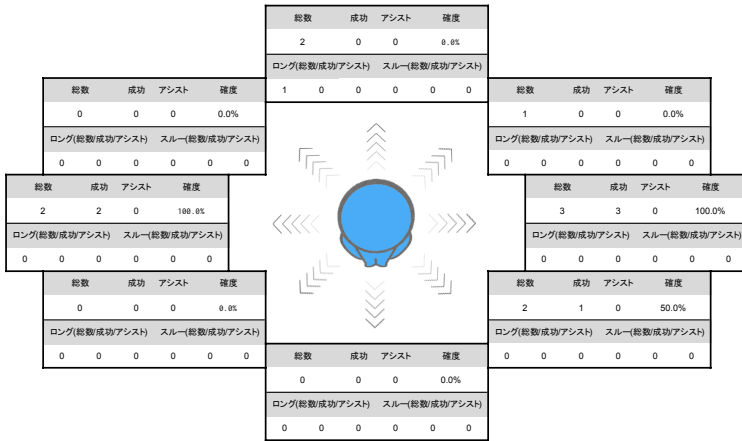 総数 成功 アシスト 確度
2 0 0 0.0%
ロング(総数/成功/アシスト) スルー(総数/成功/アシスト)
1 0 0 0 0 0
総数 成功 アシスト 確度
0 0 0 0.0%
ロング(総数/成功/アシスト) スルー(総数/成功/アシスト)
0 0 0 0 0 0
総数 成功 アシスト 確度
1 0 0 0.0%
ロング(総数/成功/アシスト) スルー(総数/成功/アシスト)
0 0 0 0 0 0
総数 成功 アシスト 確度
2 2 0 100.0%
ロング(総数/成功/アシスト) スルー(総数/成功/アシスト)
0 0 0 0 0 0
総数 成功 アシスト 確度
3 3 0 100.0%
ロング(総数/成功/アシスト) スルー(総数/成功/アシスト)
0 0 0 0 0 0
総数 成功 アシスト 確度
0 0 0 0.0%
ロング(総数/成功/アシスト) スルー(総数/成功/アシスト)
0 0 0 0 0 0
総数 成功 アシスト 確度
2 1 0 50.0%
ロング(総数/成功/アシスト) スルー(総数/成功/アシスト)
0 0 0 0 0 0
総数 成功 アシスト 確度
0 0 0 0.0%
ロング(総数/成功/アシスト) スルー(総数/成功/アシスト)
0 0 0 0 0 0